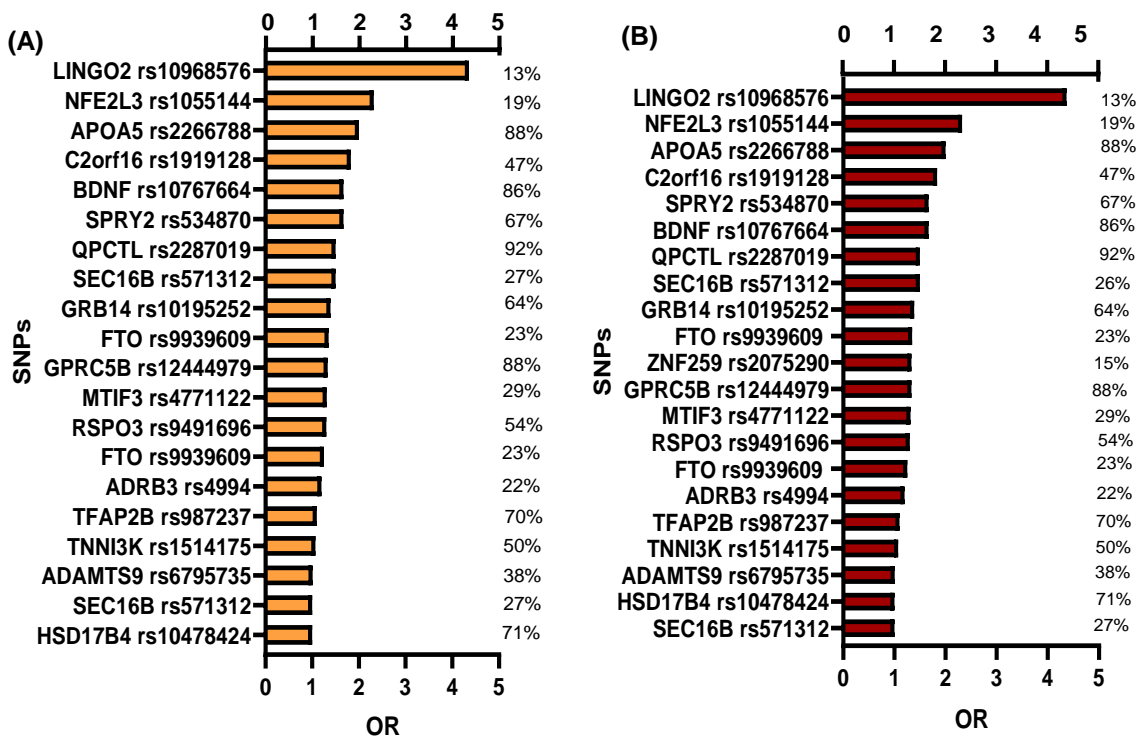 (A)
0 1 2 3 4 5
LINGO2 rs10968576 13%
NFE2L3 rs1055144 19%
APOA5 rs2266788 88%
C2orf16 rs1919128 47%
BDNF rs10767664 86%
SPRY2 rs534870 67%
QPCTL rs2287019 92%
SEC16B rs571312 27%
GRB14 rs10195252 64%
FTO rs9939609 23%
GPRC5B rs12444979 88%
MTIF3 rs4771122 29%
RSPO3 rs9491696 54%
FTO rs9939609 23%
ADRB3 rs4994 22%
TFAP2B rs987237 70%
TNNI3K rs1514175 50%
ADAMTS9 rs6795735 38%
SEC16B rs571312 27%
HSD17B4 rs10478424 71%
SNPs
0 1 2 3 4 5
OR
(B)
0 1 2 3 4 5
LINGO2 rs10968576 13%
NFE2L3 rs1055144 19%
APOA5 rs2266788 88%
C2orf16 rs1919128 47%
SPRY2 rs534870 67%
BDNF rs10767664 86%
QPCTL rs2287019 92%
SEC16B rs571312 26%
GRB14 rs10195252 64%
FTO rs9939609 23%
ZNF259 rs2075290 15%
GPRC5B rs12444979 88%
MTIF3 rs4771122 29%
RSPO3 rs9491696 54%
FTO rs9939609 23%
ADRB3 rs4994 22%
TFAP2B rs987237 70%
TNNI3K rs1514175 50%
ADAMTS9 rs6795735 38%
HSD17B4 rs10478424 71%
SEC16B rs571312 27%
SNPs
0 1 2 3 4 5
OR